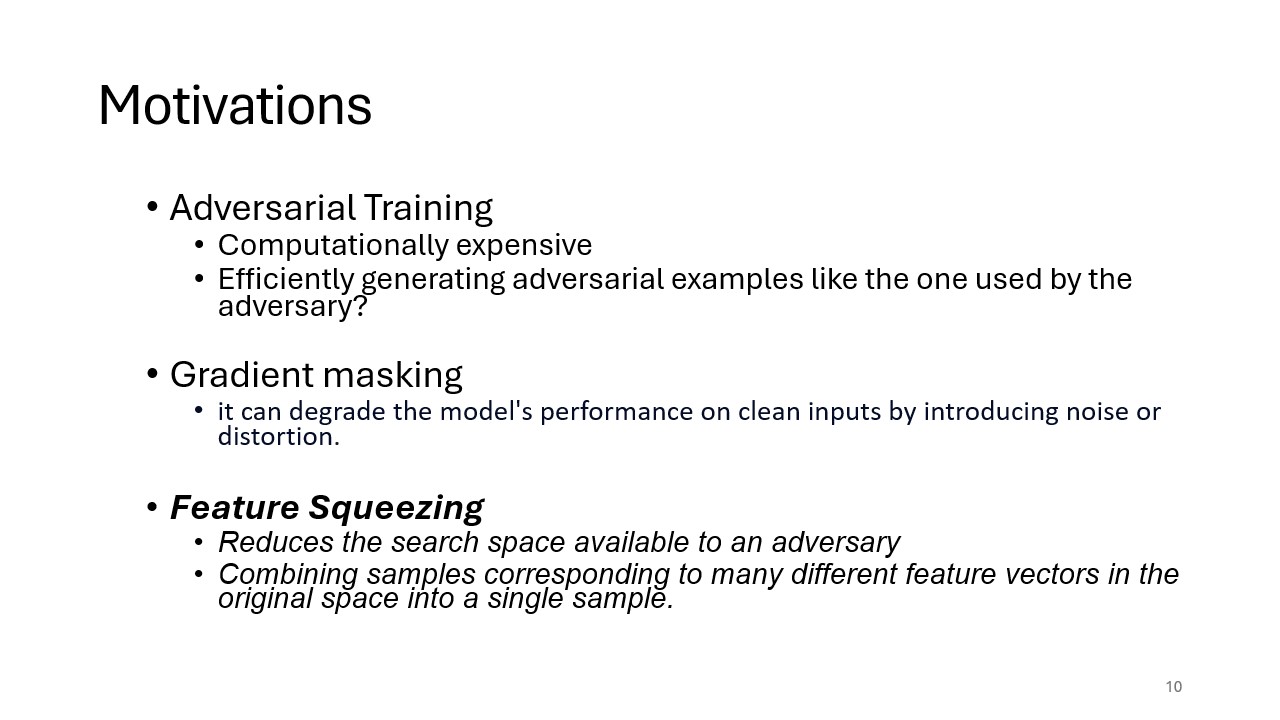 Motivations
• Adversarial Training
• Computationally expensive
• Efficiently generating adversarial examples like the one used by the
adversary?
• Gradient masking
• it can degrade the model's performance on clean inputs by introducing noise or
distortion.
• Feature Squeezing
• Reduces the search space available to an adversary
• Combining samples corresponding to many different feature vectors in the
original space into a single sample.
10